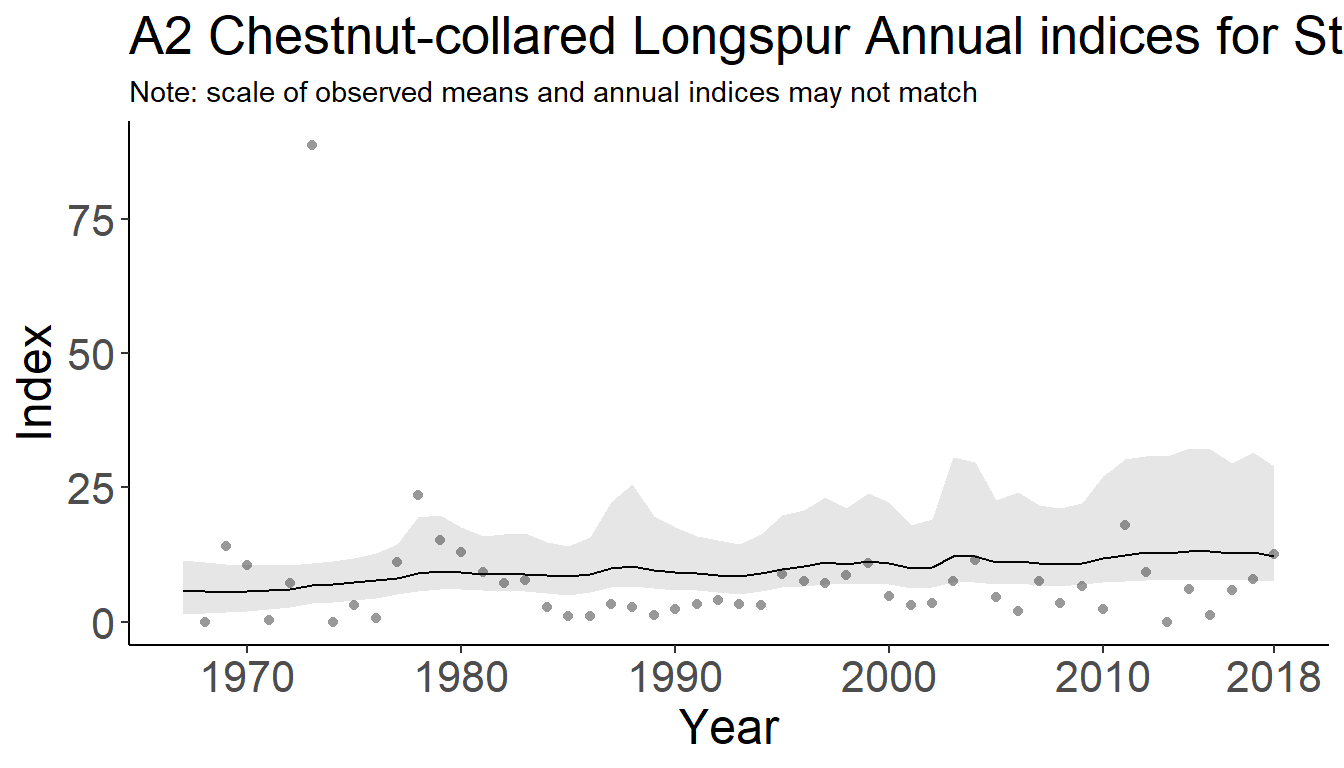 A2 Chestnut-collared Longspur Annual indices for St
Note: scale of observed means and annual indices may not match
75
50
25
0
Index
1970 1980 1990 2000 2010 2018
Year